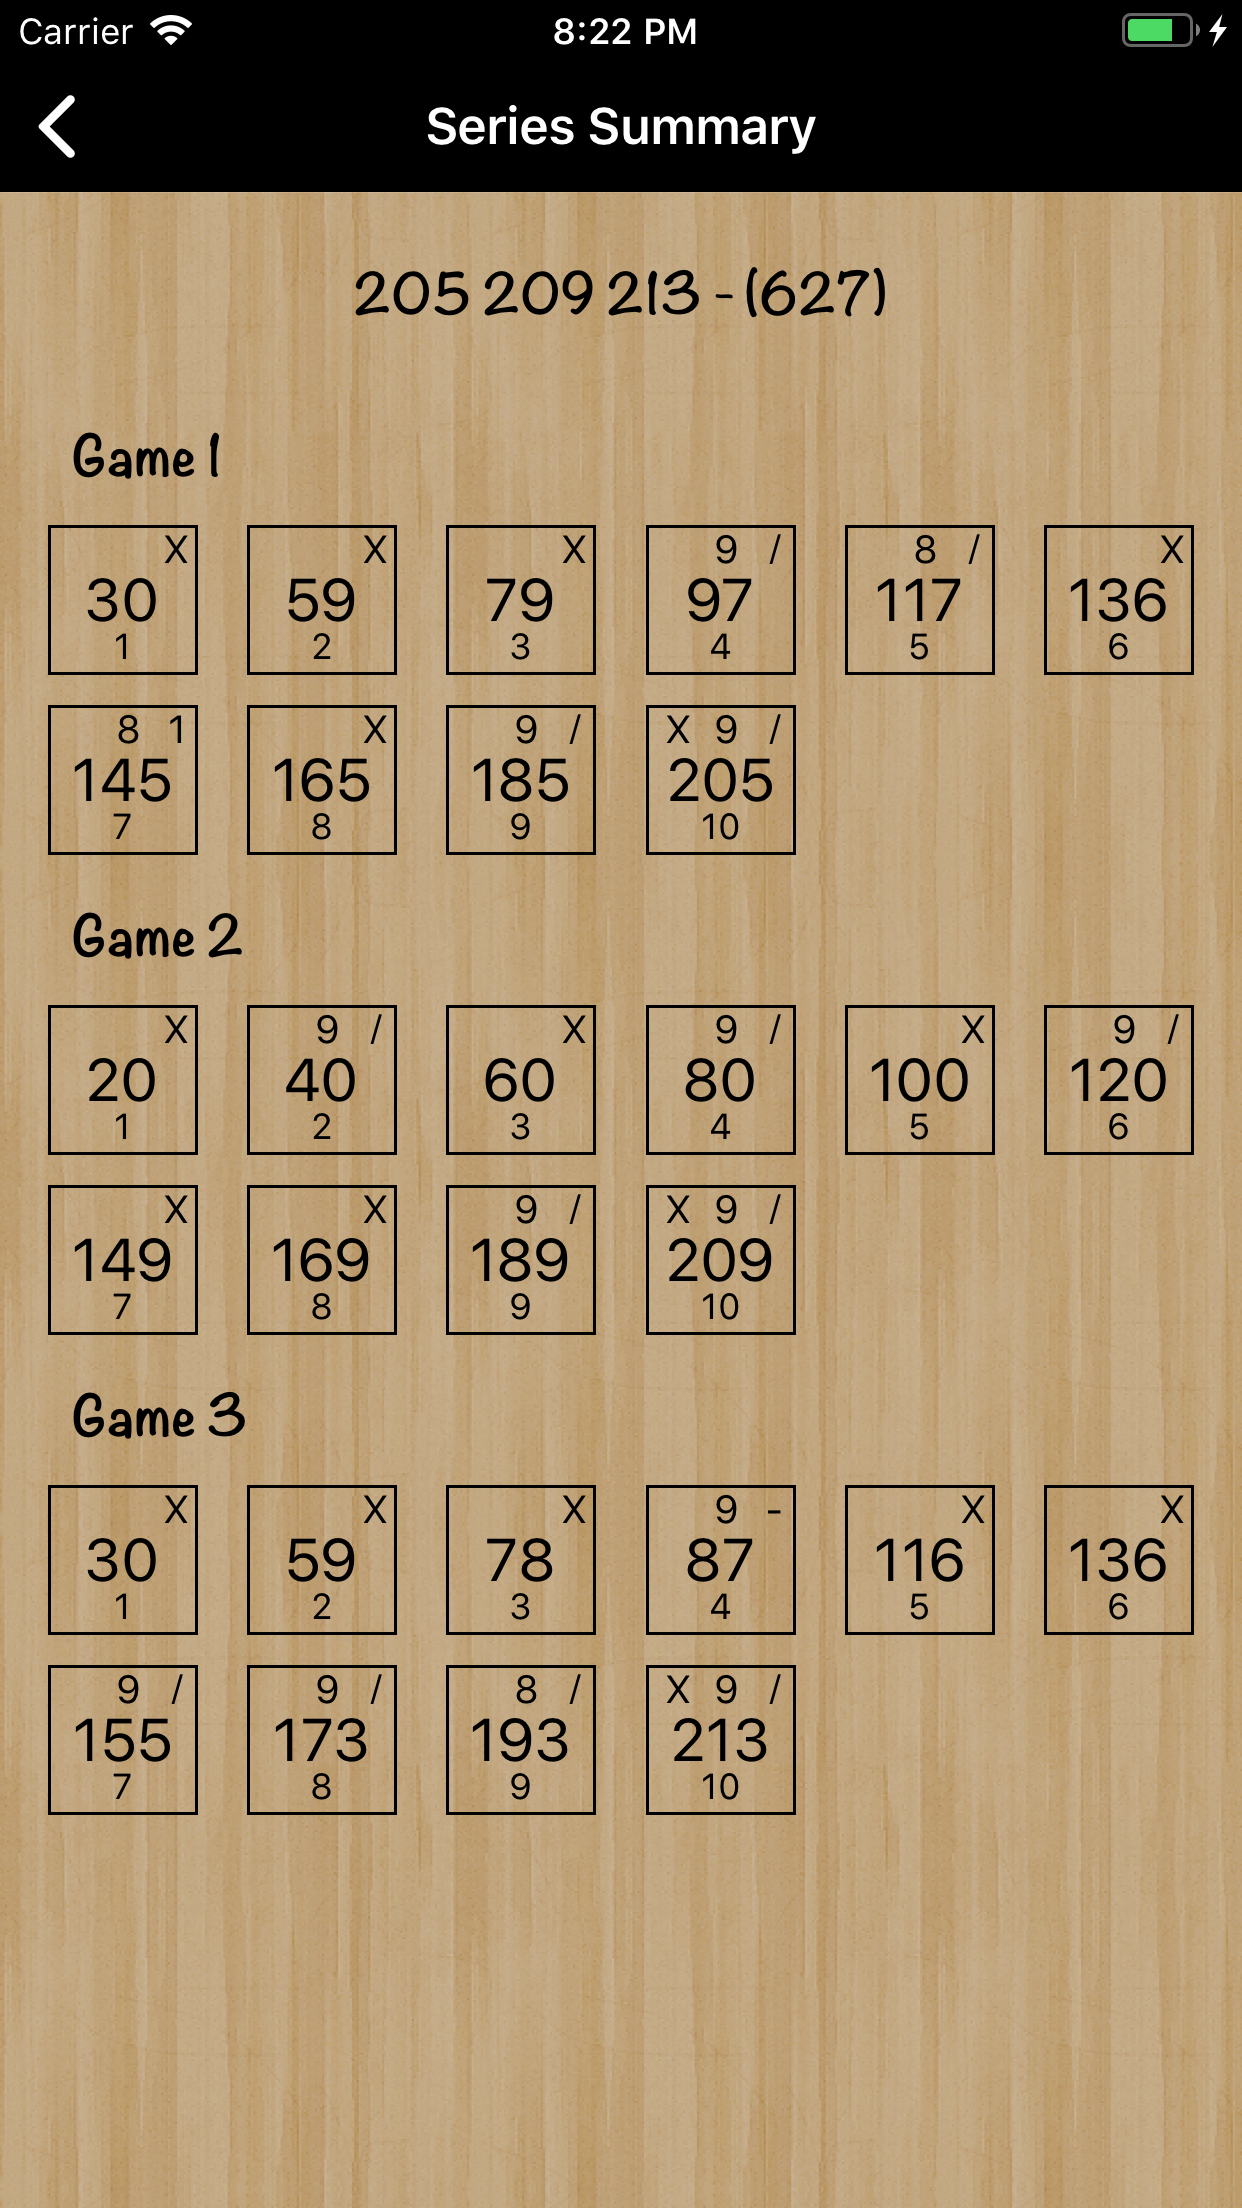 Carrier 8:22 PM
Series Summary
205 209 213 - (627)
Game 1
X X X 9 / 8 / X
30 59 79 97 117 136
1 2 3 4 5 6
8 1 X 9 / X 9 /
145 165 185 205
7 8 9 10
Game 2
X 9 / X 9 / X 9 /
20 40 60 80 100 120
1 2 3 4 5 6
X X 9 / X 9 /
149 169 189 209
7 8 9 10
Game 3
X X X 9 - X X
30 59 78 87 116 136
1 2 3 4 5 6
9 / 9 / 8 / X 9 /
155 173 193 213
7 8 9 10